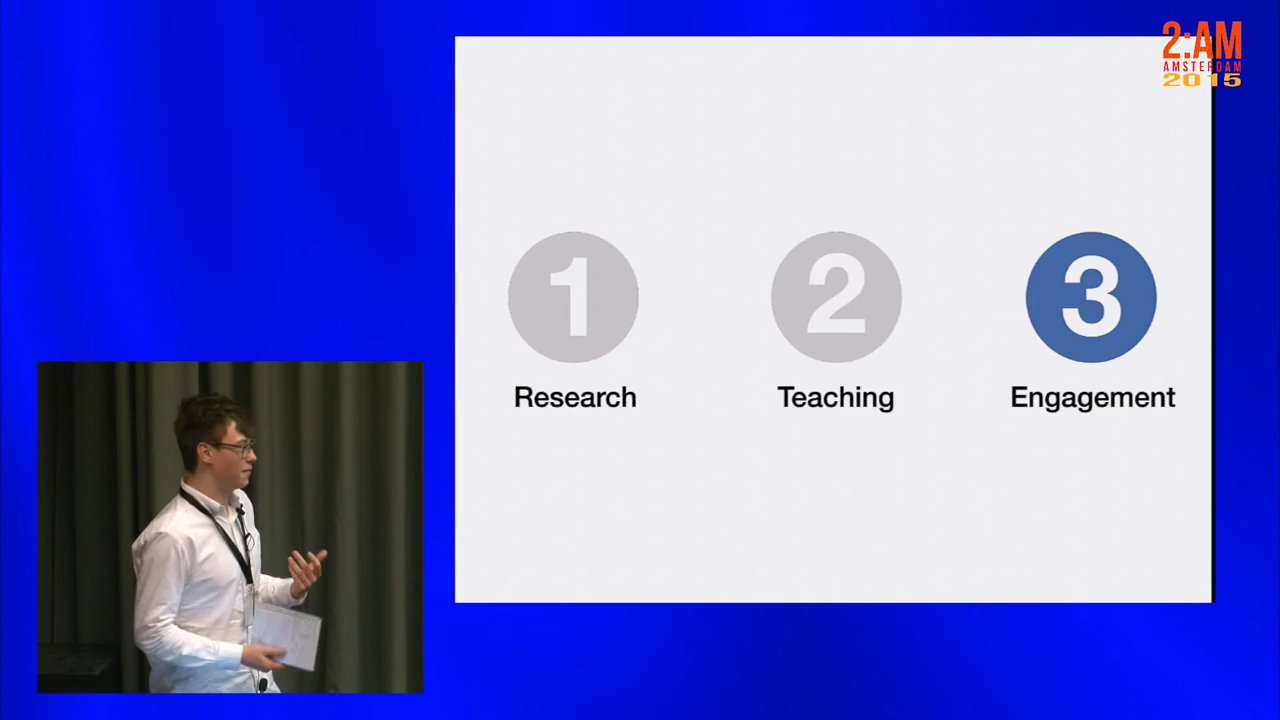 2:AM
AMSTERDAM
2015
1
2
3
Research
Teaching
Engagement